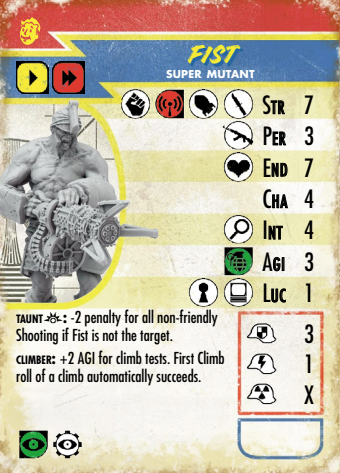 FIST
SUPER MUTANT
STR 7
PER 3
END 7
CHA 4
INT 4
AGI 3
LUC 1
TAUNT : -2 penalty for all non-friendly
Shooting if Fist is not the target.
CLIMBER: +2 AGI for climb tests. First Climb
roll of a climb automatically succeeds.
3
1
X